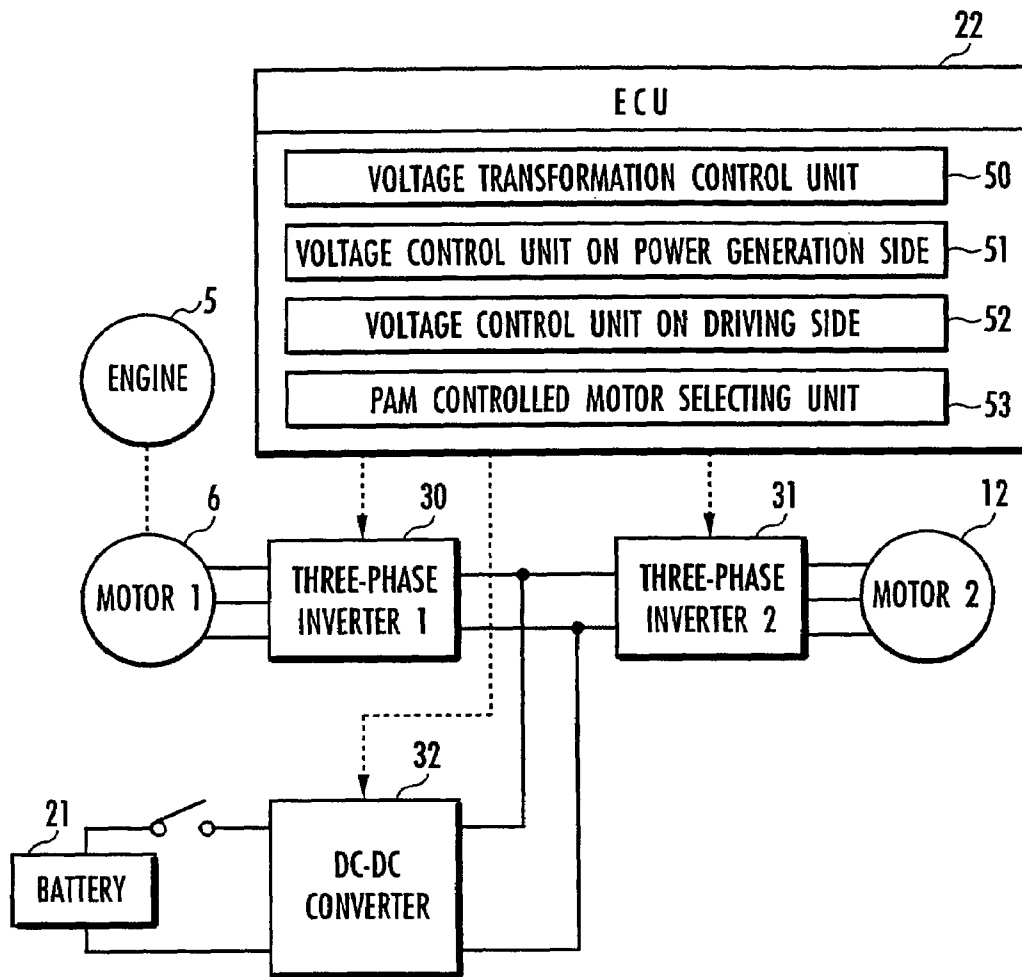 22
ECU
VOLTAGE TRANSFORMATION CONTROL UNIT
50
VOLTAGE CONTROL UNIT ON POWER GENERATION SIDE
51
VOLTAGE CONTROL UNIT ON DRIVING SIDE
52
PAM CONTROLLED MOTOR SELECTING UNIT
53
5
ENGINE
6
MOTOR 1
30
THREE-PHASE
INVERTER 1
31
THREE-PHASE
INVERTER 2
12
MOTOR 2
32
DC-DC
CONVERTER
21
BATTERY